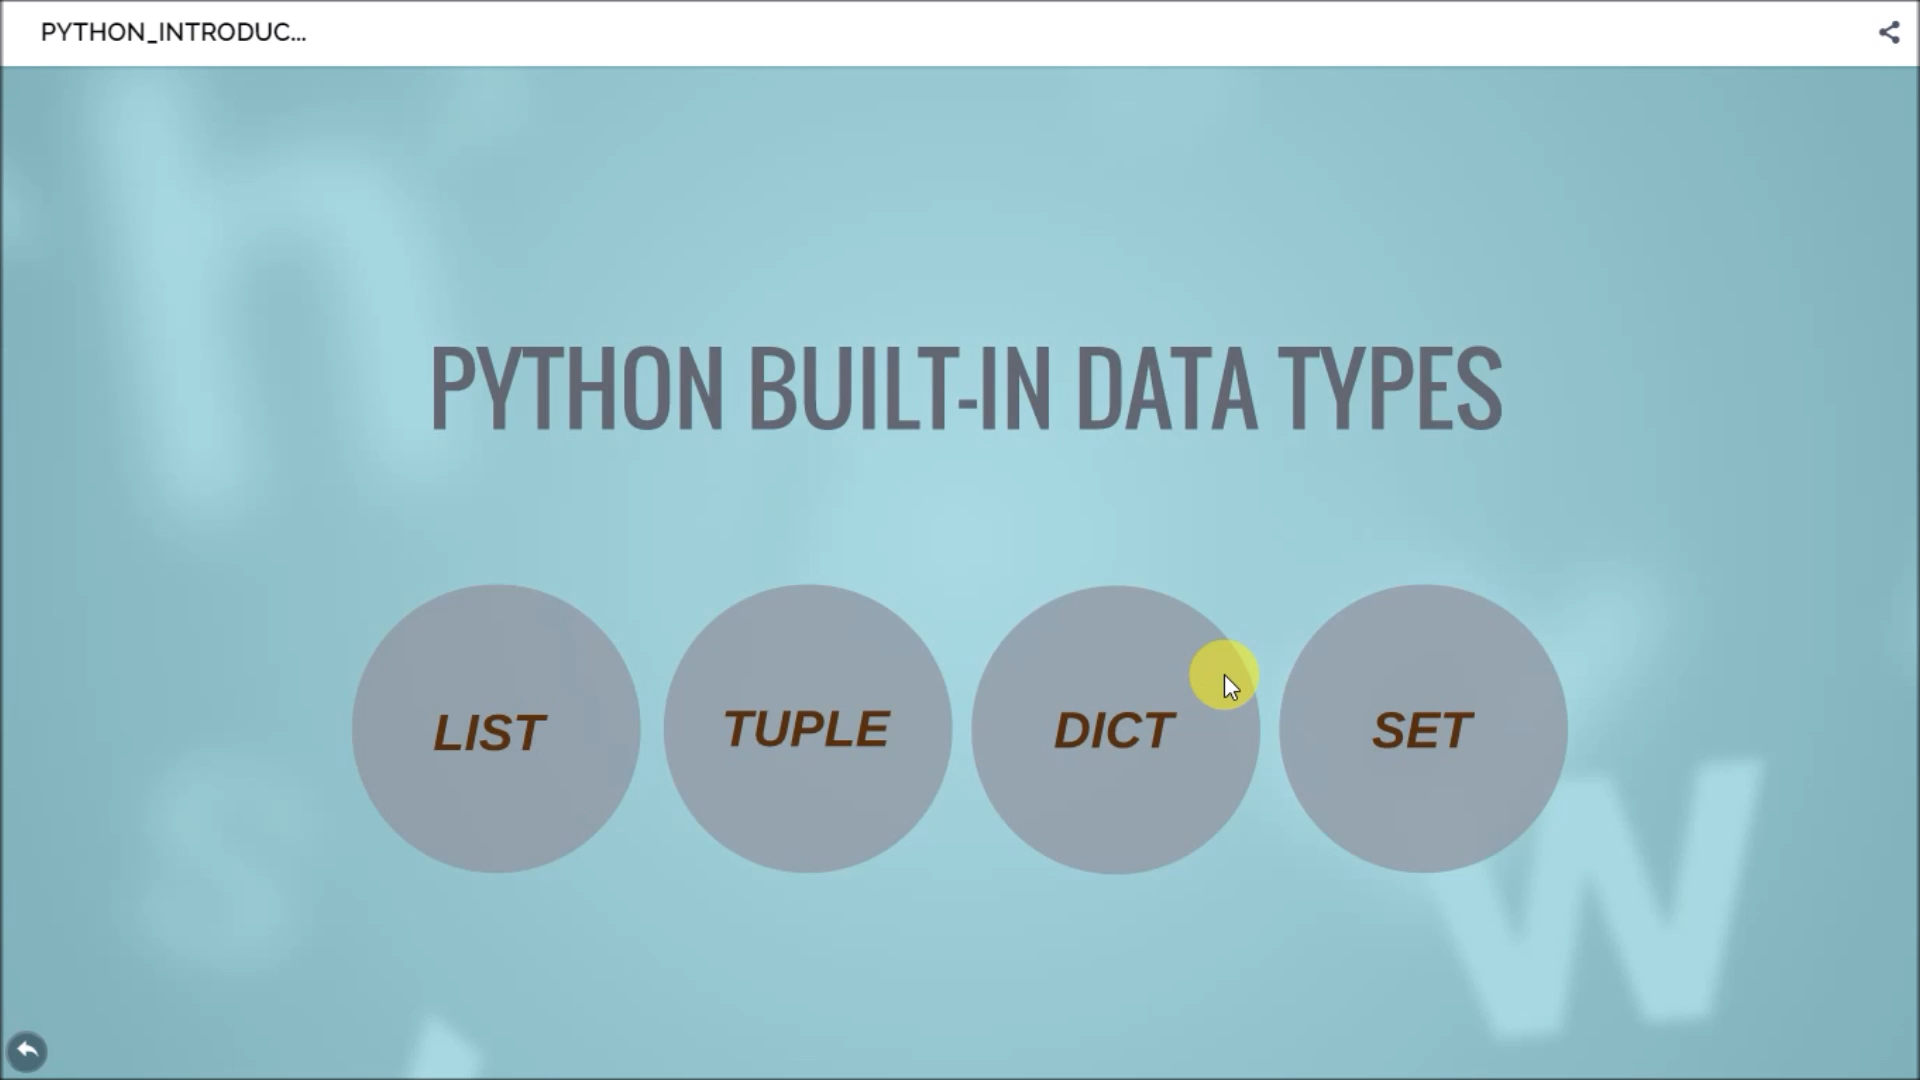 PYTHON_INTRODUC...
PYTHON BUILT-IN DATA TYPES
LIST
TUPLE
DICT
SET